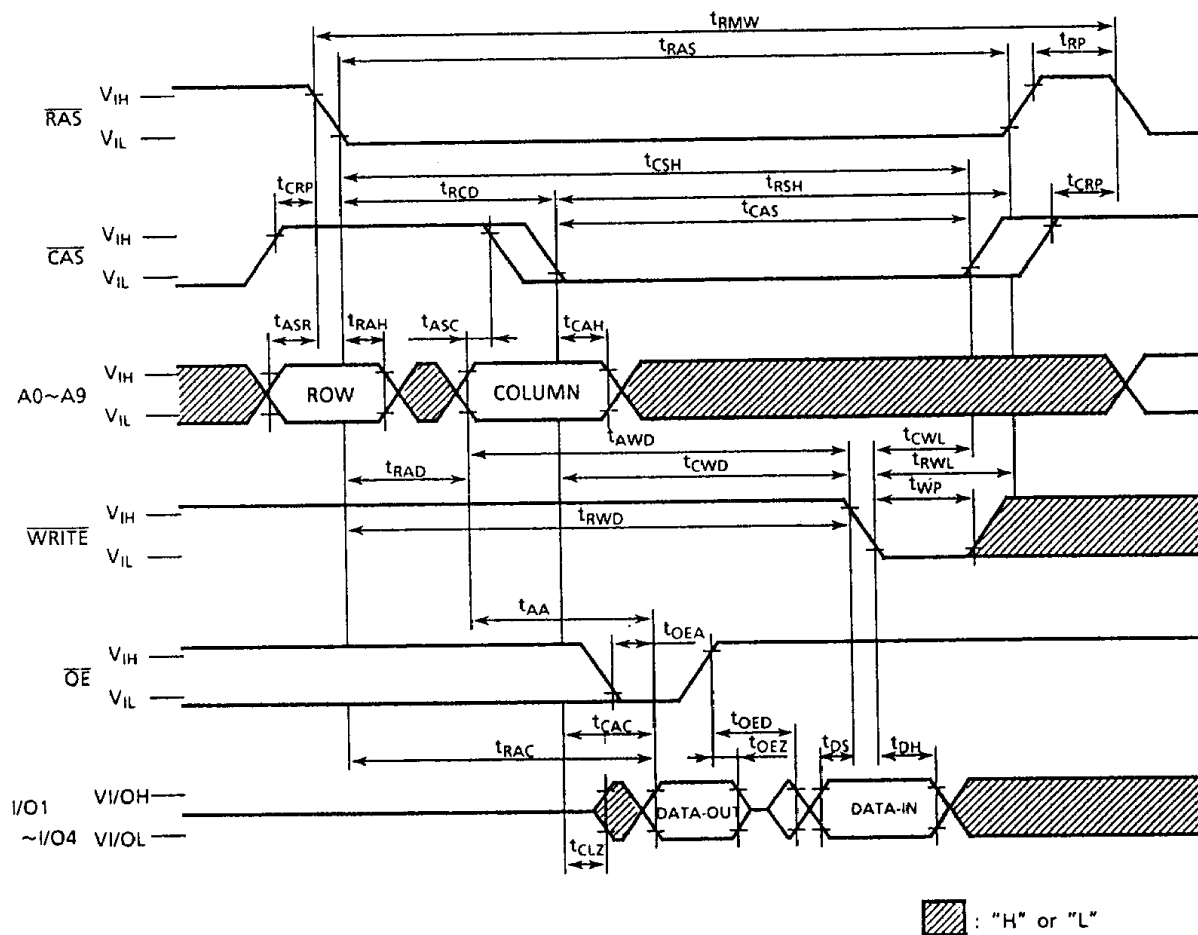 tRMW
tRAS
tRP
RAS
VIH
VIL
tCSH
tCRP
tRCD
tRSH
tCRP
tCAS
CAS
VIH
VIL
tASR
tRAH
tASC
tCAH
A0~A9
VIH
VIL
ROW
COLUMN
tAWD
tCWL
tRAD
tCWD
tRWL
tWP
WRITE
VIH
VIL
tRWD
tAA
tOEA
OE
VIH
VIL
tCAC
tOED
tRAC
tOEZ
tDS
tDH
I/O1
~I/O4
VI/OH
VI/OL
DATA-OUT
DATA-IN
tCLZ
: "H" or "L"